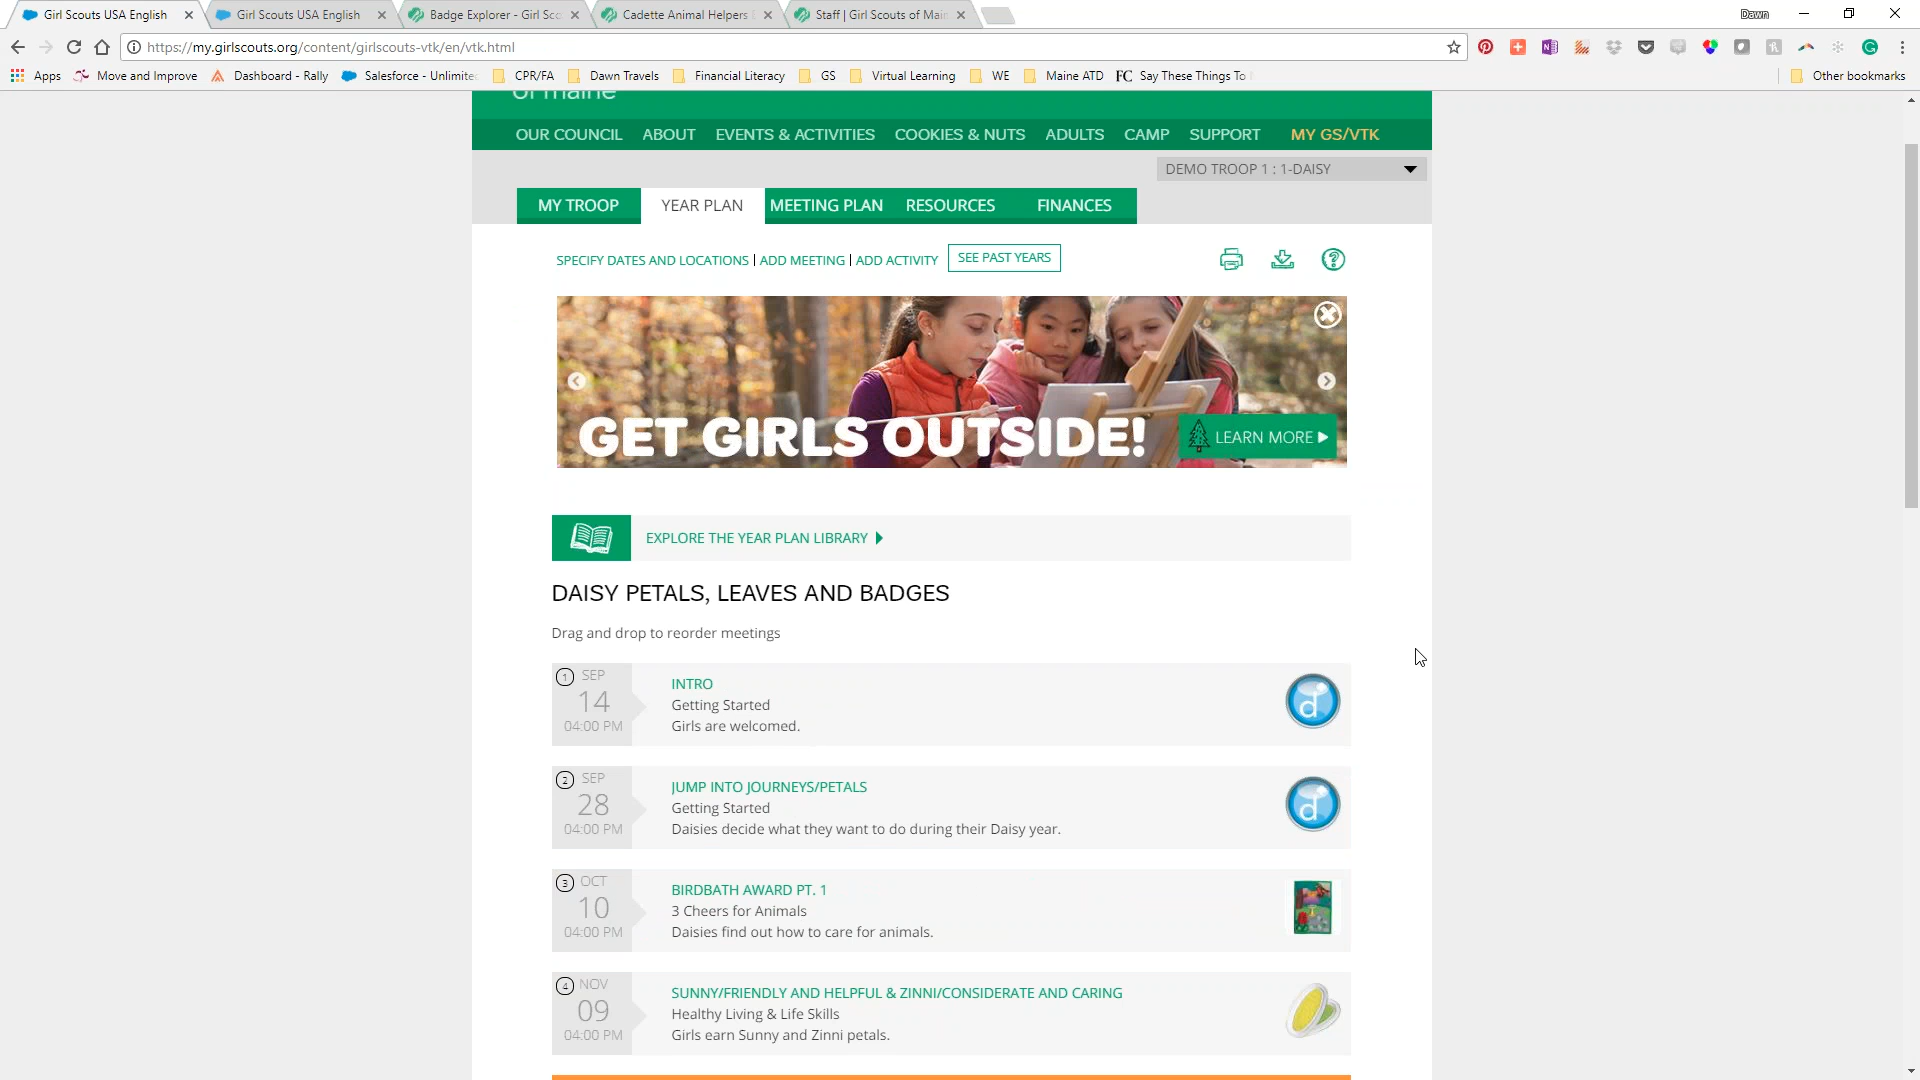 Girl Scouts USA English
Girl Scouts USA English
Badge Explorer - Girl Sc
Cadette Animal Helpers
Staff | Girl Scouts of Main
Dawn
https://my.girlscouts.org/content/girlscouts-vtk/en/vtk.html
Apps Move and Improve Dashboard - Rally Salesforce - Unlimite CPR/FA Dawn Travels Financial Literacy GS Virtual Learning WE Maine ATD FC Say These Things To Other bookmarks
of maine
OUR COUNCIL ABOUT EVENTS & ACTIVITIES COOKIES & NUTS ADULTS CAMP SUPPORT MY GS/VTK
DEMO TROOP 1 : 1-DAISY
MY TROOP YEAR PLAN MEETING PLAN RESOURCES FINANCES
SPECIFY DATES AND LOCATIONS | ADD MEETING | ADD ACTIVITY SEE PAST YEARS
GET GIRLS OUTSIDE!
LEARN MORE
EXPLORE THE YEAR PLAN LIBRARY
DAISY PETALS, LEAVES AND BADGES
Drag and drop to reorder meetings
1 SEP
14
04:00 PM
INTRO
Getting Started
Girls are welcomed.
d
2 SEP
28
04:00 PM
JUMP INTO JOURNEYS/PETALS
Getting Started
Daisies decide what they want to do during their Daisy year.
d
3 OCT
10
04:00 PM
BIRDBATH AWARD PT. 1
3 Cheers for Animals
Daisies find out how to care for animals.
4 NOV
09
04:00 PM
SUNNY/FRIENDLY AND HELPFUL & ZINNI/CONSIDERATE AND CARING
Healthy Living & Life Skills
Girls earn Sunny and Zinni petals.